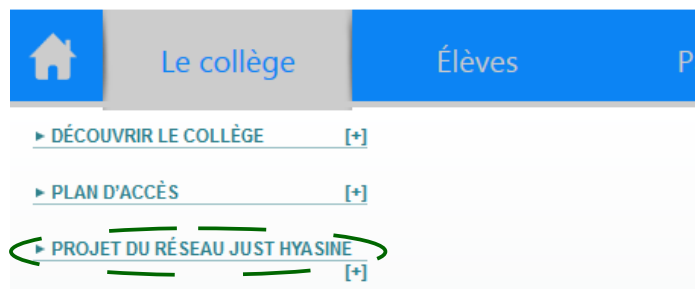 Le collège Élèves P
▸ DÉCOUVRIR LE COLLÈGE [+]
▸ PLAN D'ACCÈS [+]
▸ PROJET DU RÉSEAU JUST HYASINE
[+]